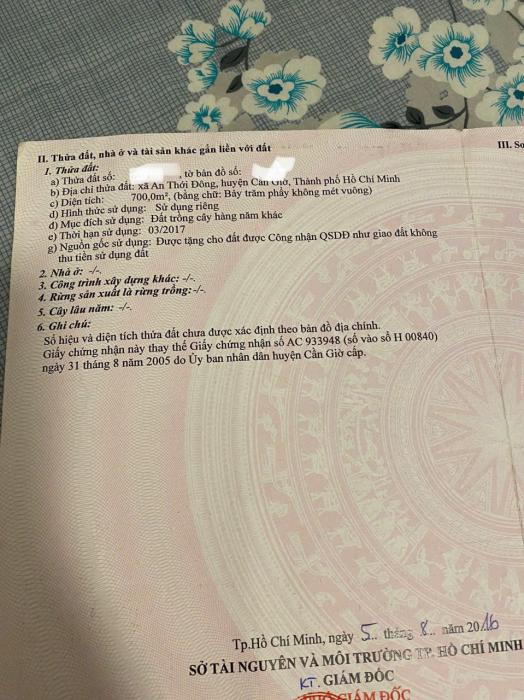 II. Thửa đất, nhà ở và tài sản khác gắn liền với đất
III. Sơ
1. Thửa đất:
a) Thửa đất số: , tờ bản đồ số:
b) Địa chỉ thửa đất: xã An Thới Đông, huyện Cần Giờ, Thành phố Hồ Chí Minh
c) Diện tích: 700,0m², (bằng chữ: Bảy trăm phẩy không mét vuông)
d) Hình thức sử dụng: Sử dụng riêng
đ) Mục đích sử dụng: Đất trồng cây hàng năm khác
e) Thời hạn sử dụng: 03/2017
g) Nguồn gốc sử dụng: Được tặng cho đất được Công nhận QSDĐ như giao đất không
thu tiền sử dụng đất
2. Nhà ở: -/-.
3. Công trình xây dựng khác: -/-.
4. Rừng sản xuất là rừng trồng: -/-.
5. Cây lâu năm: -/-.
6. Ghi chú:
Số hiệu và diện tích thửa đất chưa được xác định theo bản đồ địa chính.
Giấy chứng nhận này thay thế Giấy chứng nhận số AC 933948 (số vào sổ H 00840)
ngày 31 tháng 8 năm 2005 do Ủy ban nhân dân huyện Cần Giờ cấp.
Tp.Hồ Chí Minh, ngày 5.. tháng 8.. năm 2016
SỞ TÀI NGUYÊN VÀ MÔI TRƯỜNG TP. HỒ CHÍ MINH
KT. GIÁM ĐỐC
PHÓ GIÁM ĐỐC